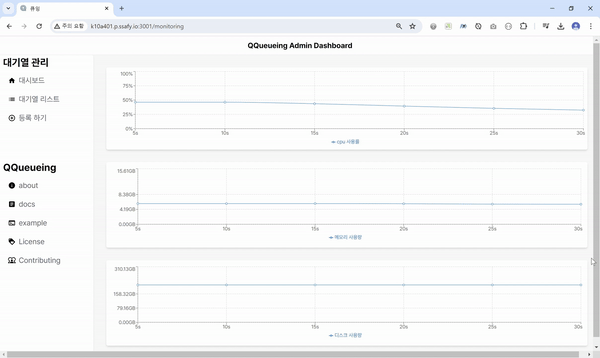 큐잉
주의 요함 k10a401.p.ssafy.io:3001/monitoring
QQueueing Admin Dashboard
대기열 관리
대시보드
대기열 리스트
등록 하기
QQueueing
about
docs
example
License
Contributing
100%
75%
50%
25%
0%
5s 10s 15s 20s 25s 30s
cpu 사용률
15.61GB
8.38GB
4.19GB
0.00GB
5s 10s 15s 20s 25s 30s
메모리 사용량
310.13GB
158.32GB
79.16GB
0.00GB
5s 10s 15s 20s 25s 30s
디스크 사용량